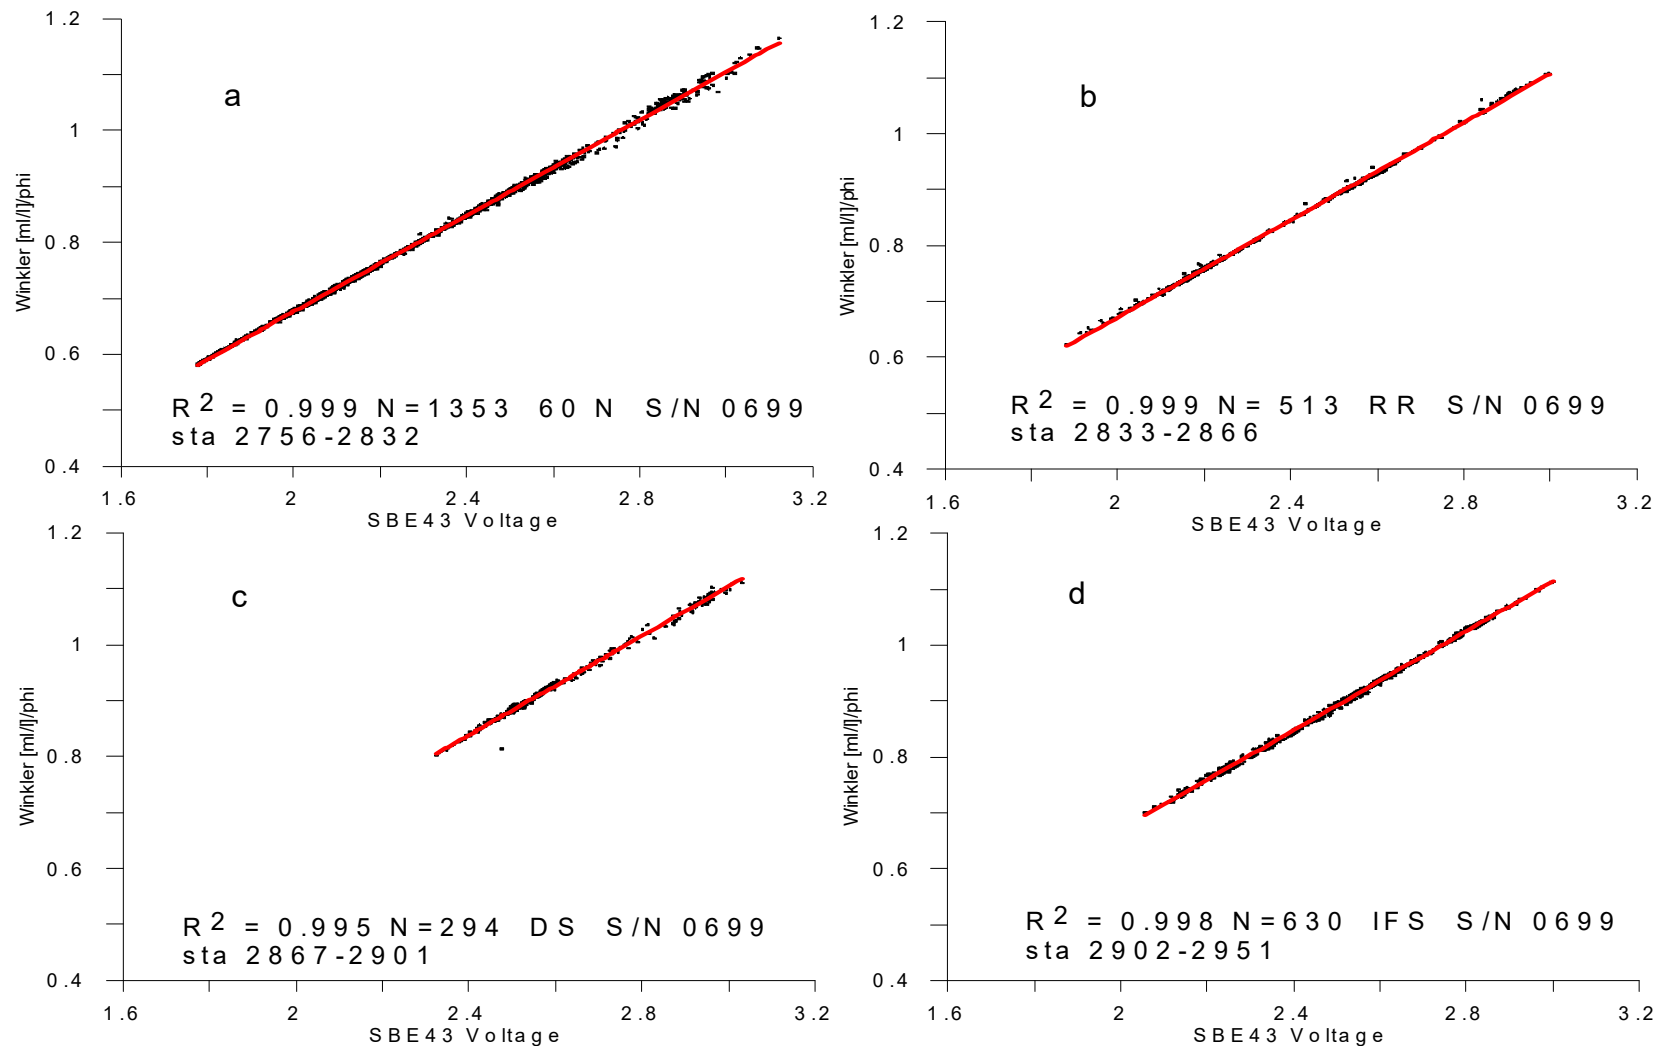 1.2
1
0.8
0.6
0.4
Winkler [ml/l]/phi
a
R2 = 0.999 N=1353 60 N S/N 0699
sta 2756-2832
1.6 2 2.4 2.8 3.2
SBE43 Voltage
1.2
1
0.8
0.6
0.4
Winkler [ml/l]/phi
b
R2 = 0.999 N= 513 RR S/N 0699
sta 2833-2866
1.6 2 2.4 2.8 3.2
SBE43 Voltage
1.2
1
0.8
0.6
0.4
Winkler [ml/l]/phi
c
R2 = 0.995 N=294 DS S/N 0699
sta 2867-2901
1.6 2 2.4 2.8 3.2
SBE43 Voltage
1.2
1
0.8
0.6
0.4
Winkler [ml/l]/phi
d
R2 = 0.998 N=630 IFS S/N 0699
sta 2902-2951
1.6 2 2.4 2.8 3.2
SBE43 Voltage